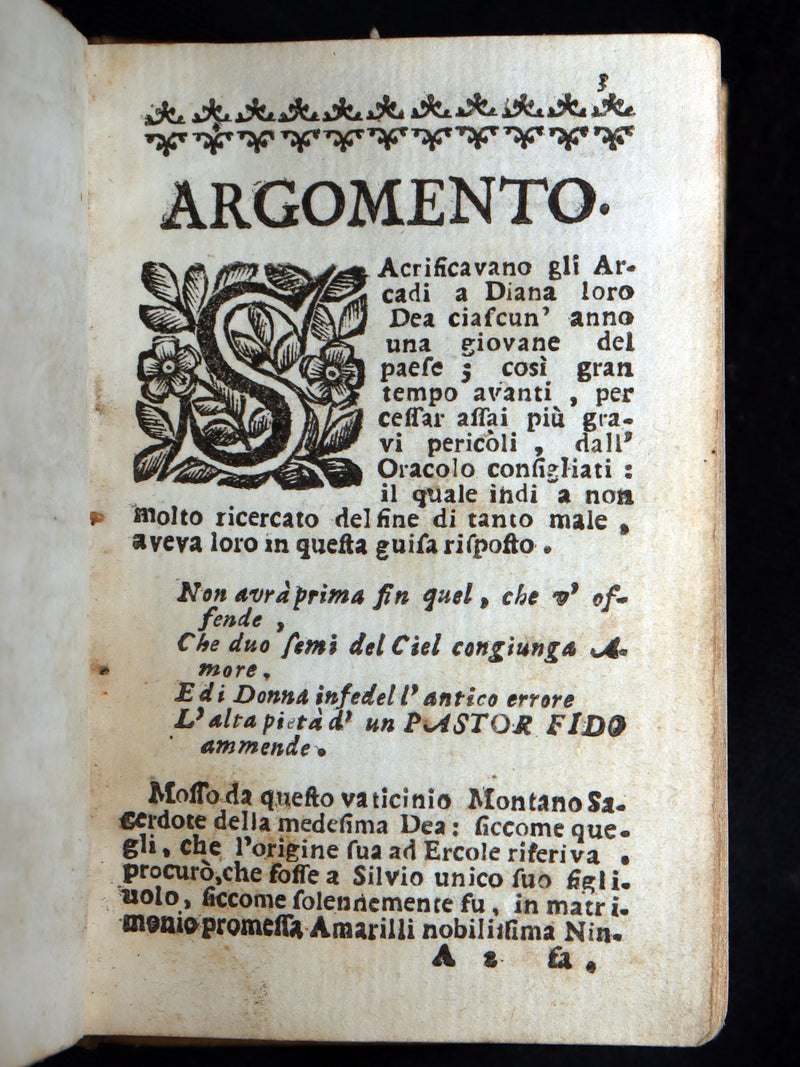 3
ARGOMENTO.
SAcrificavano gli Ar-
cadi a Diana loro
Dea ciaſcun' anno
una giovane del
paeſe ; così gran
tempo avanti , per
ceſſar aſſai più gra-
vi pericòli , dall'
Oracolo conſigliati :
il quale indi a non
molto ricercato del fine di tanto male ,
aveva loro in queſta guiſa riſpoſto .
Non avrà prima fin quel , che v' of-
fende ,
Che duo ſemi del Ciel congiunga A-
more .
E di Donna infedel l' antico errore
L' alta pietà d' un PASTOR FIDO
ammende .
Moſſo da queſto vaticinio Montano Sa-
cerdote della medeſima Dea : ſiccome que-
gli , che l'origine ſua ad Ercole riferiva .
procurò, che foſſe a Silvio unico ſuo figli-
uolo , ſiccome ſolennemente fu , in matri-
monio promeſſa Amarilli nobiliſſima Nin-
A 2 fa .